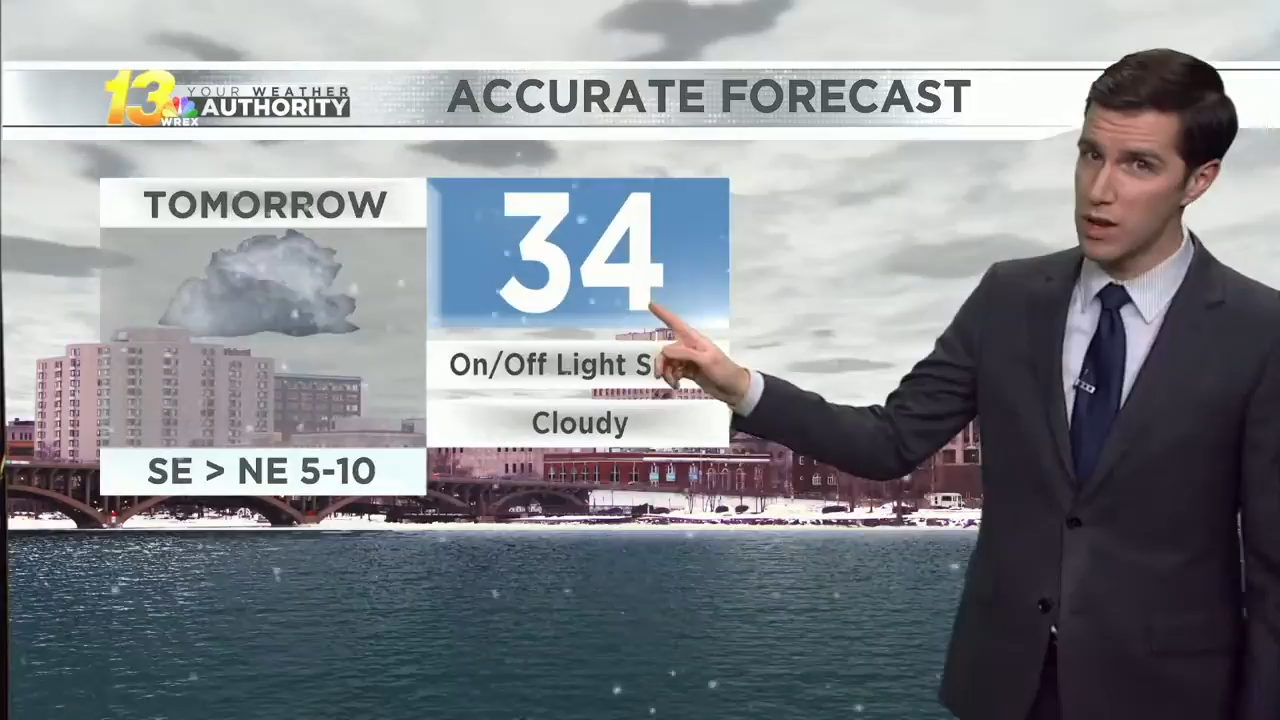 13 YOUR WEATHER
AUTHORITY
WREX
ACCURATE FORECAST
TOMORROW
34
On/Off Light S
Cloudy
SE > NE 5-10